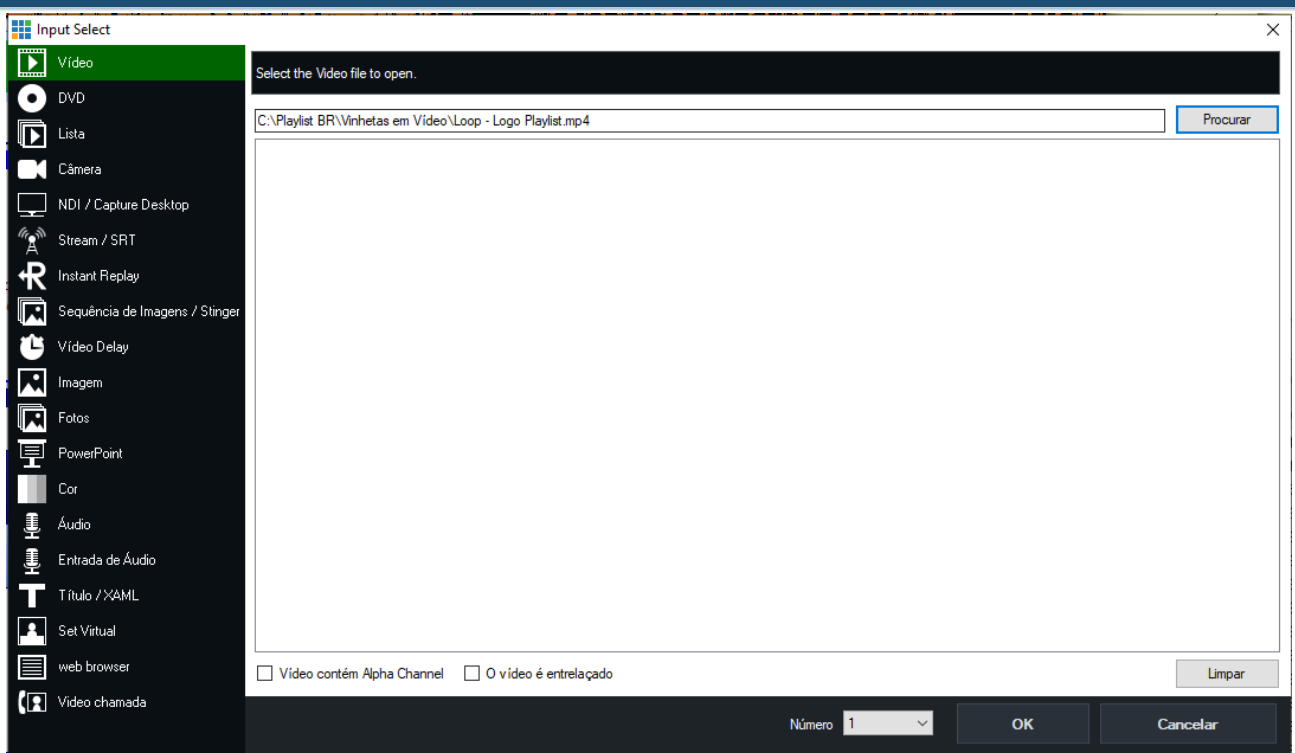 Input Select
Vídeo
DVD
Lista
Câmera
NDI / Capture Desktop
Stream / SRT
Instant Replay
Sequência de Imagens / Stinger
Vídeo Delay
Imagem
Fotos
PowerPoint
Cor
Áudio
Entrada de Áudio
Título / XAML
Set Virtual
web browser
Video chamada
Select the Video file to open.
C:\Playlist BR\Vinhetas em Vídeo\Loop - Logo Playlist.mp4
Procurar
Vídeo contém Alpha Channel
O vídeo é entrelaçado
Limpar
Número
1
OK
Cancelar